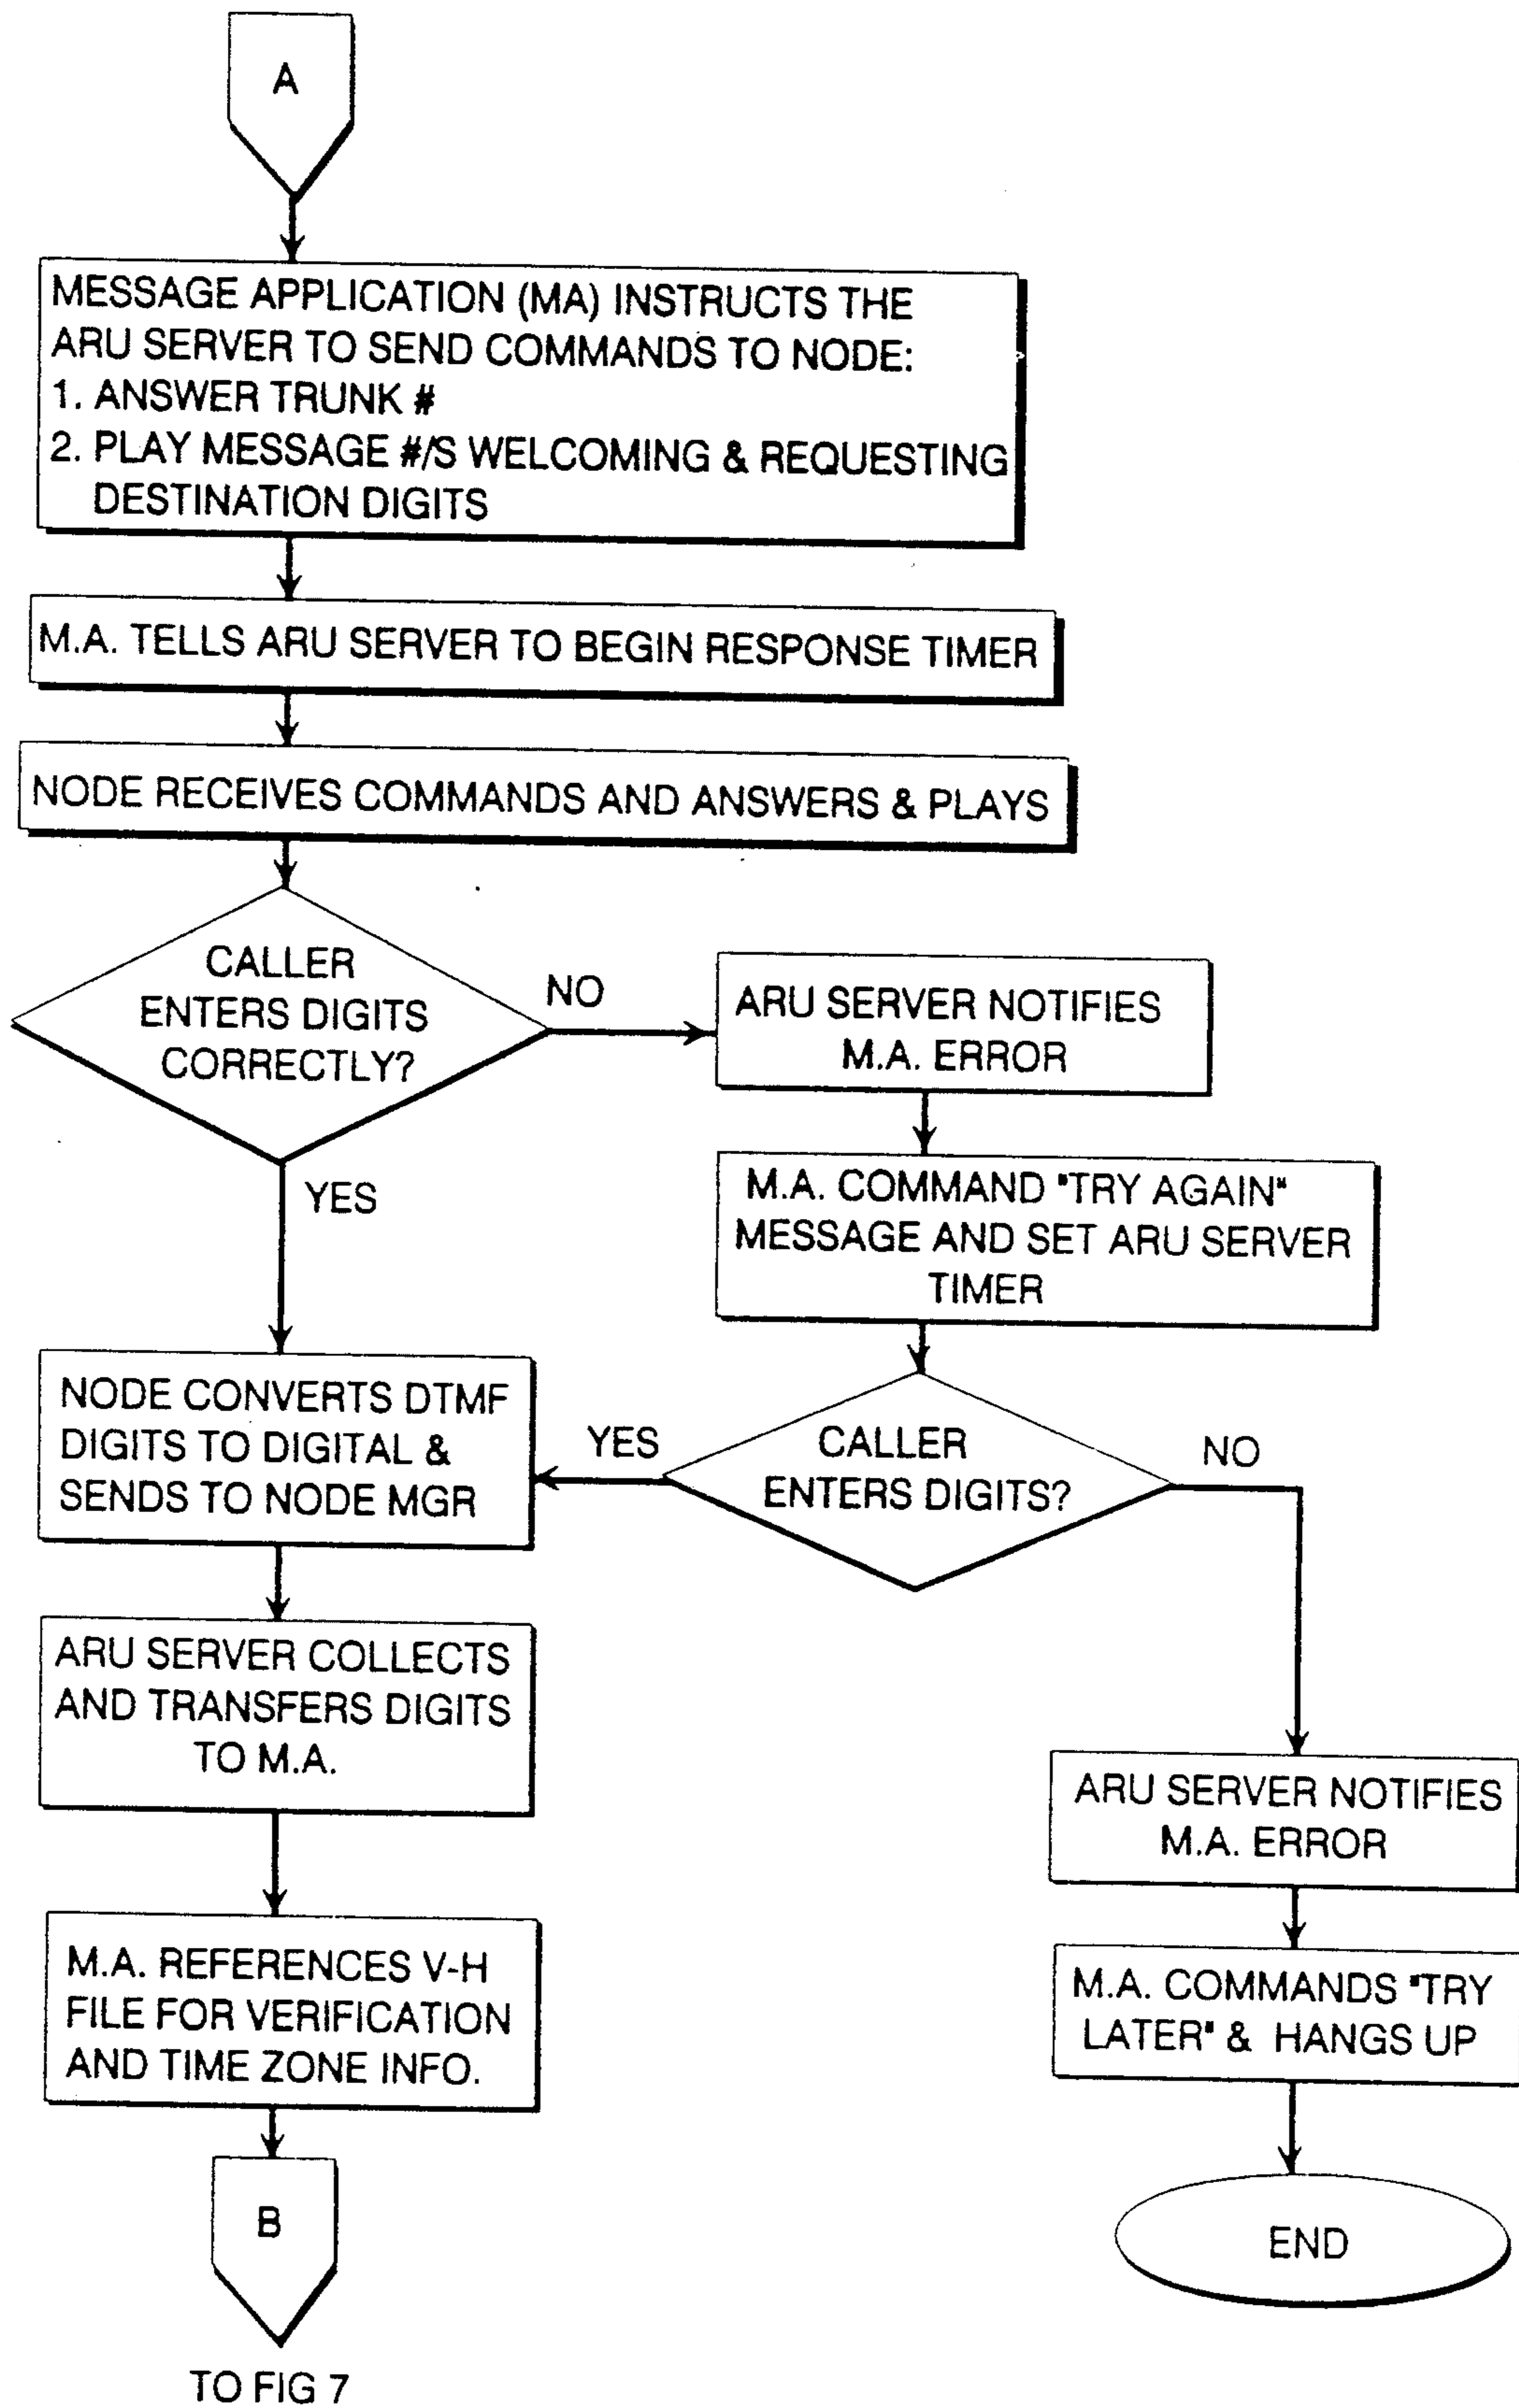 A
MESSAGE APPLICATION (MA) INSTRUCTS THE
ARU SERVER TO SEND COMMANDS TO NODE:
1. ANSWER TRUNK #
2. PLAY MESSAGE #/S WELCOMING & REQUESTING
DESTINATION DIGITS
M.A. TELLS ARU SERVER TO BEGIN RESPONSE TIMER
NODE RECEIVES COMMANDS AND ANSWERS & PLAYS
CALLER
ENTERS DIGITS
CORRECTLY?
NO
ARU SERVER NOTIFIES
M.A. ERROR
YES
M.A. COMMAND "TRY AGAIN"
MESSAGE AND SET ARU SERVER
TIMER
NODE CONVERTS DTMF
DIGITS TO DIGITAL &
SENDS TO NODE MGR
YES
CALLER
ENTERS DIGITS?
NO
ARU SERVER COLLECTS
AND TRANSFERS DIGITS
TO M.A.
ARU SERVER NOTIFIES
M.A. ERROR
M.A. REFERENCES V-H
FILE FOR VERIFICATION
AND TIME ZONE INFO.
M.A. COMMANDS "TRY
LATER" & HANGS UP
B
END
TO FIG 7